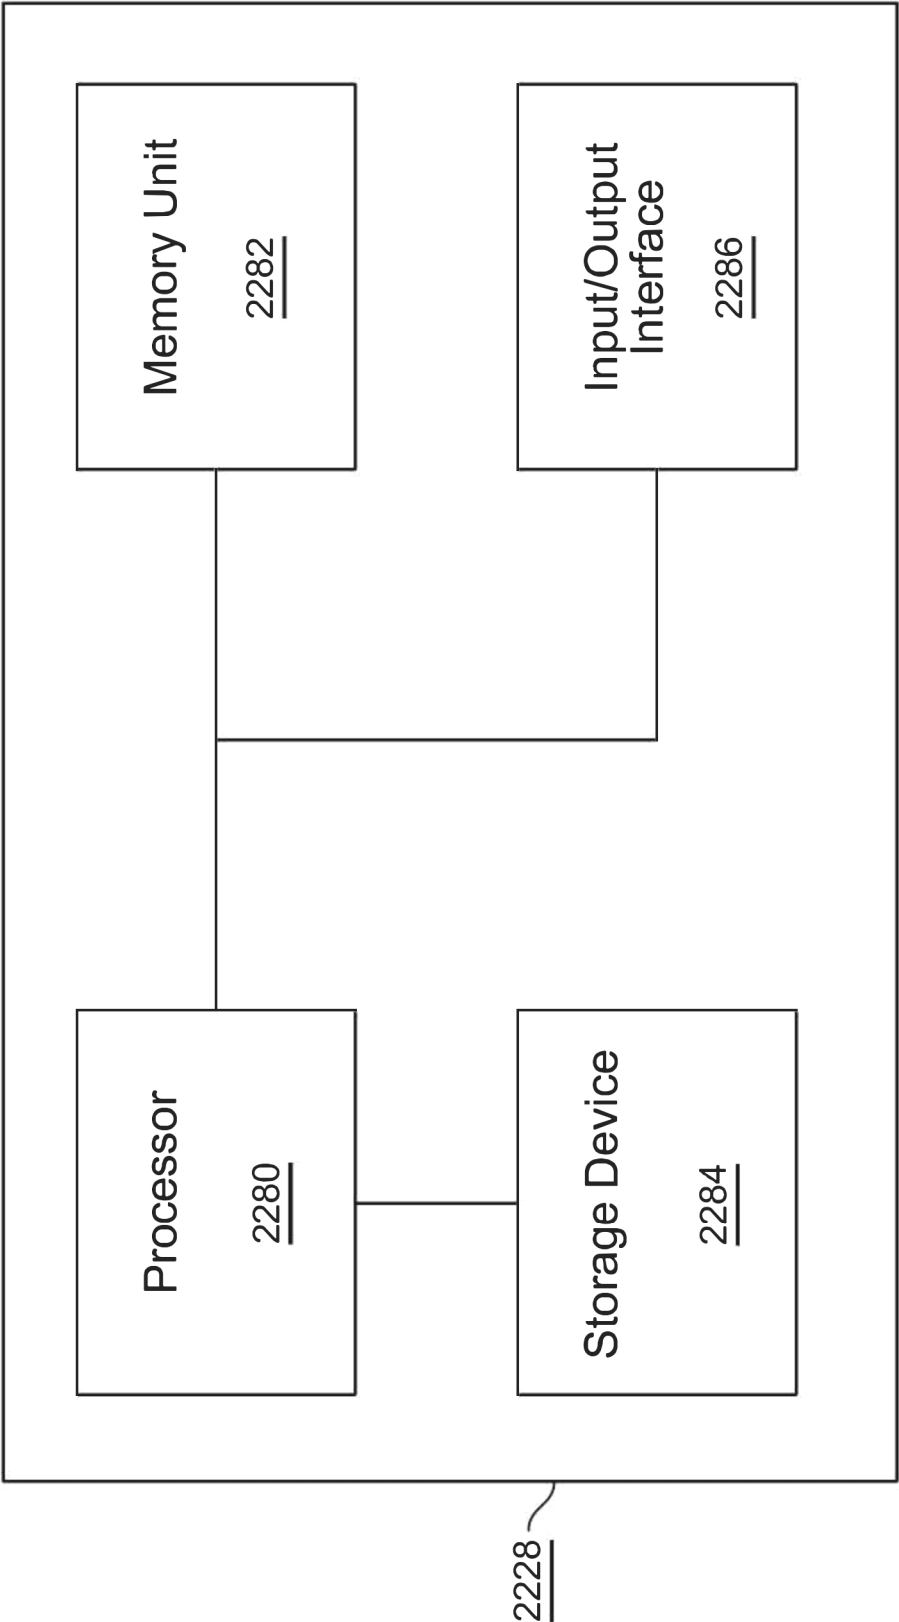 Processor
2280
Memory Unit
2282
Storage Device
2284
Input/Output
Interface
2286
2228